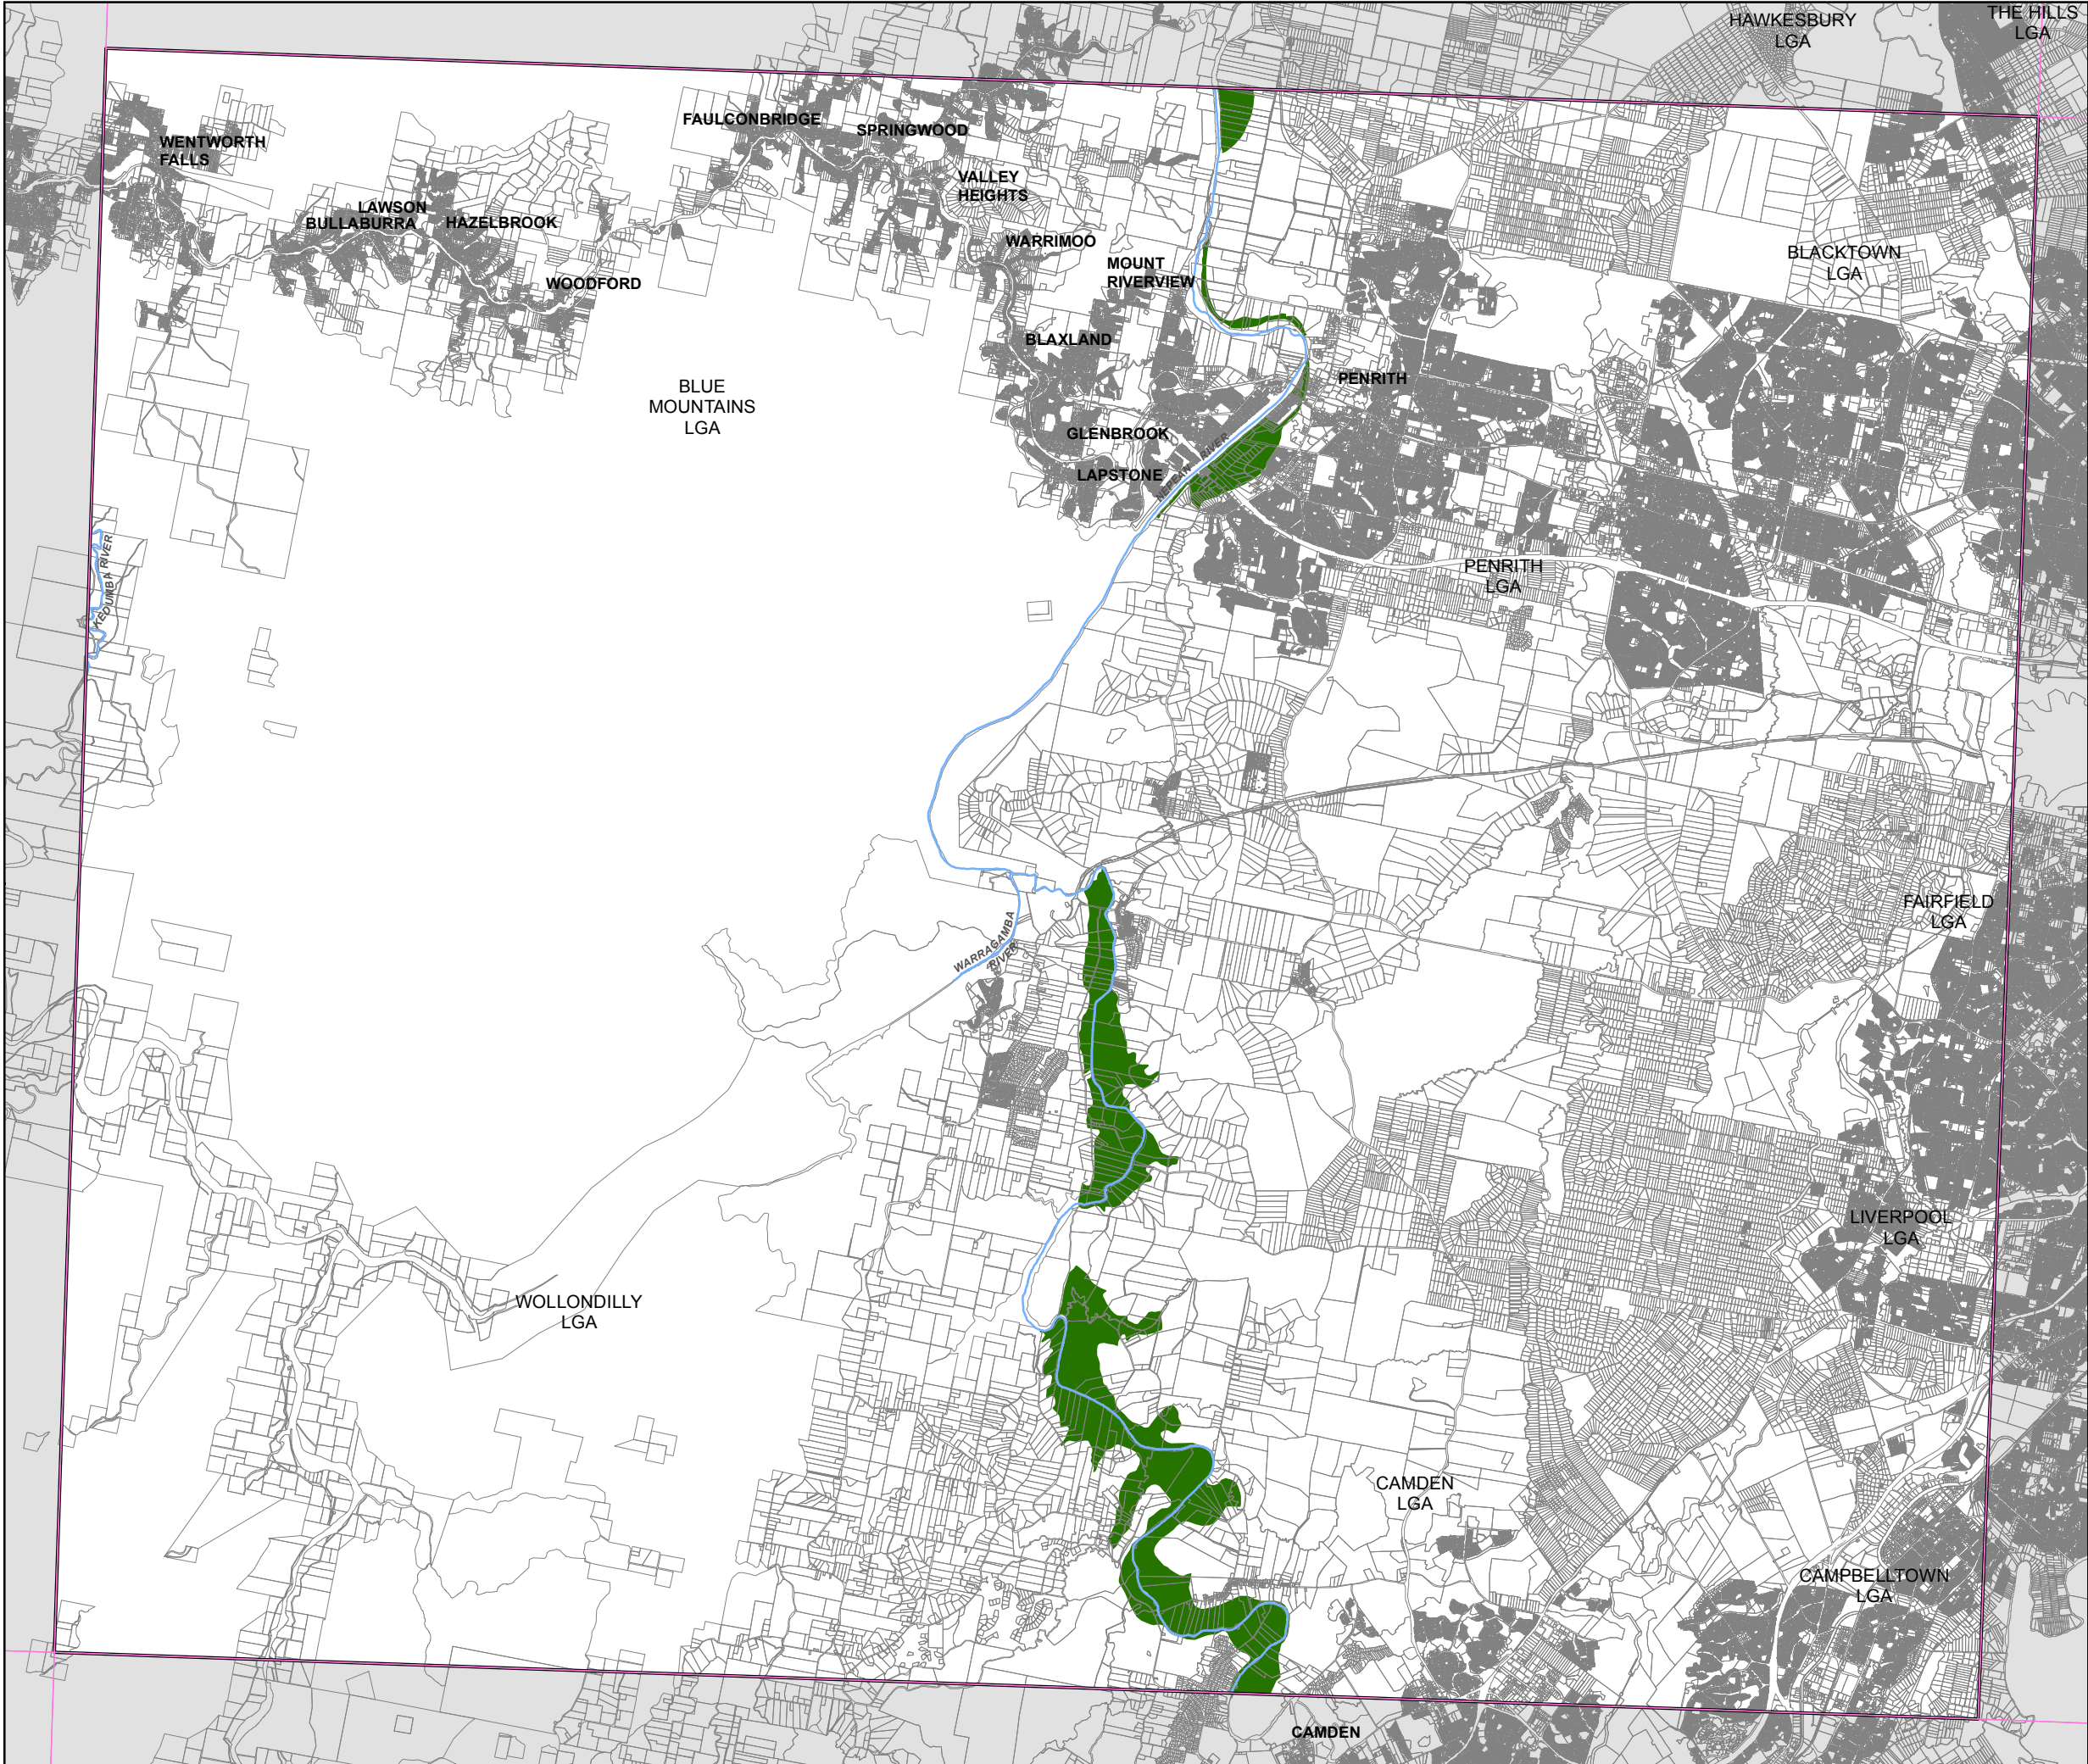 HAWKESBURY
LGA
THE HILLS
LGA
WENTWORTH
FALLS
FAULCONBRIDGE
SPRINGWOOD
VALLEY
HEIGHTS
LAWSON
BULLABURRA
HAZELBROOK
WARRIMOO
MOUNT
RIVERVIEW
WOODFORD
BLACKTOWN
LGA
BLAXLAND
PENRITH
BLUE
MOUNTAINS
LGA
GLENBROOK
LAPSTONE
NEPEAN RIVER
KEDUMBA RIVER
PENRITH
LGA
FAIRFIELD
LGA
WARRAGAMBA
RIVER
LIVERPOOL
LGA
WOLLONDILLY
LGA
CAMDEN
LGA
CAMPBELLTOWN
LGA
CAMDEN